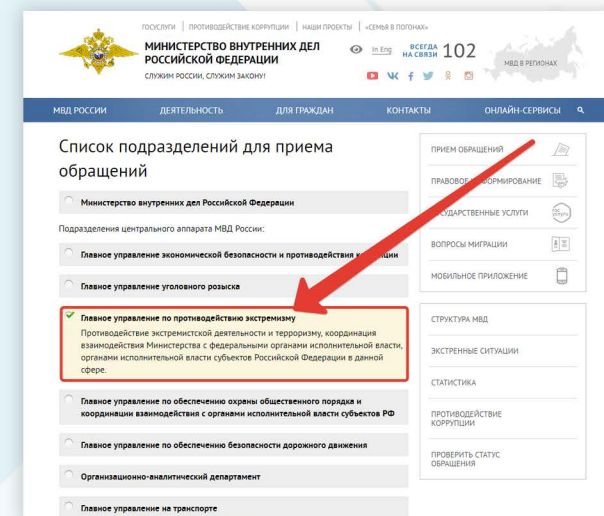 ГОСУСЛУГИ | ПРОТИВОДЕЙСТВИЕ КОРРУПЦИИ | НАШИ ПРОЕКТЫ | «СЕМЬЯ В ПОГОНАХ»
МИНИСТЕРСТВО ВНУТРЕННИХ ДЕЛ
РОССИЙСКОЙ ФЕДЕРАЦИИ
СЛУЖИМ РОССИИ, СЛУЖИМ ЗАКОНУ!
In Eng
ВСЕГДА
НА СВЯЗИ 102
МВД В РЕГИОНАХ
МВД РОССИИ ДЕЯТЕЛЬНОСТЬ ДЛЯ ГРАЖДАН КОНТАКТЫ ОНЛАЙН-СЕРВИСЫ
Список подразделений для приема
обращений
Министерство внутренних дел Российской Федерации
Подразделения центрального аппарата МВД России:
Главное управление экономической безопасности и противодействия коррупции
Главное управление уголовного розыска
Главное управление по противодействию экстремизму
Противодействие экстремистской деятельности и терроризму, координация
взаимодействия Министерства с федеральными органами исполнительной власти,
органами исполнительной власти субъектов Российской Федерации в данной
сфере.
Главное управление по обеспечению охраны общественного порядка и
координации взаимодействия с органами исполнительной власти субъектов РФ
Главное управление по обеспечению безопасности дорожного движения
Организационно-аналитический департамент
Главное управление на транспорте
ПРИЕМ ОБРАЩЕНИЙ
ПРАВОВОЕ ИНФОРМИРОВАНИЕ
ГОСУДАРСТВЕННЫЕ УСЛУГИ
ВОПРОСЫ МИГРАЦИИ
МОБИЛЬНОЕ ПРИЛОЖЕНИЕ
СТРУКТУРА МВД
ЭКСТРЕННЫЕ СИТУАЦИИ
СТАТИСТИКА
ПРОТИВОДЕЙСТВИЕ
КОРРУПЦИИ
ПРОВЕРИТЬ СТАТУС
ОБРАЩЕНИЯ